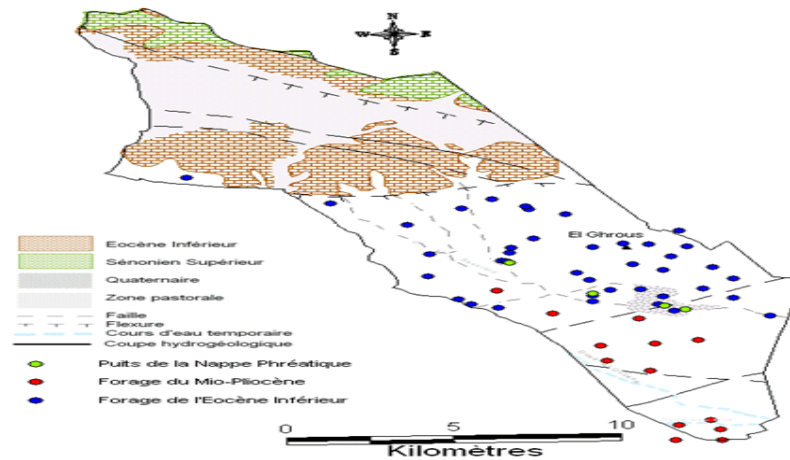 N
W E
S
El Ghrous
Eocène Inférieur
Sénonien Supérieur
Quaternaire
Zone pastorale
Faille
Flexure
Cours d'eau temporaire
Coupe hydrogéologique
Puits de la Nappe Phréatique
Forage du Mio-Pliocène
Forage de l'Eocène Inférieur
0 5 10
Kilomètres